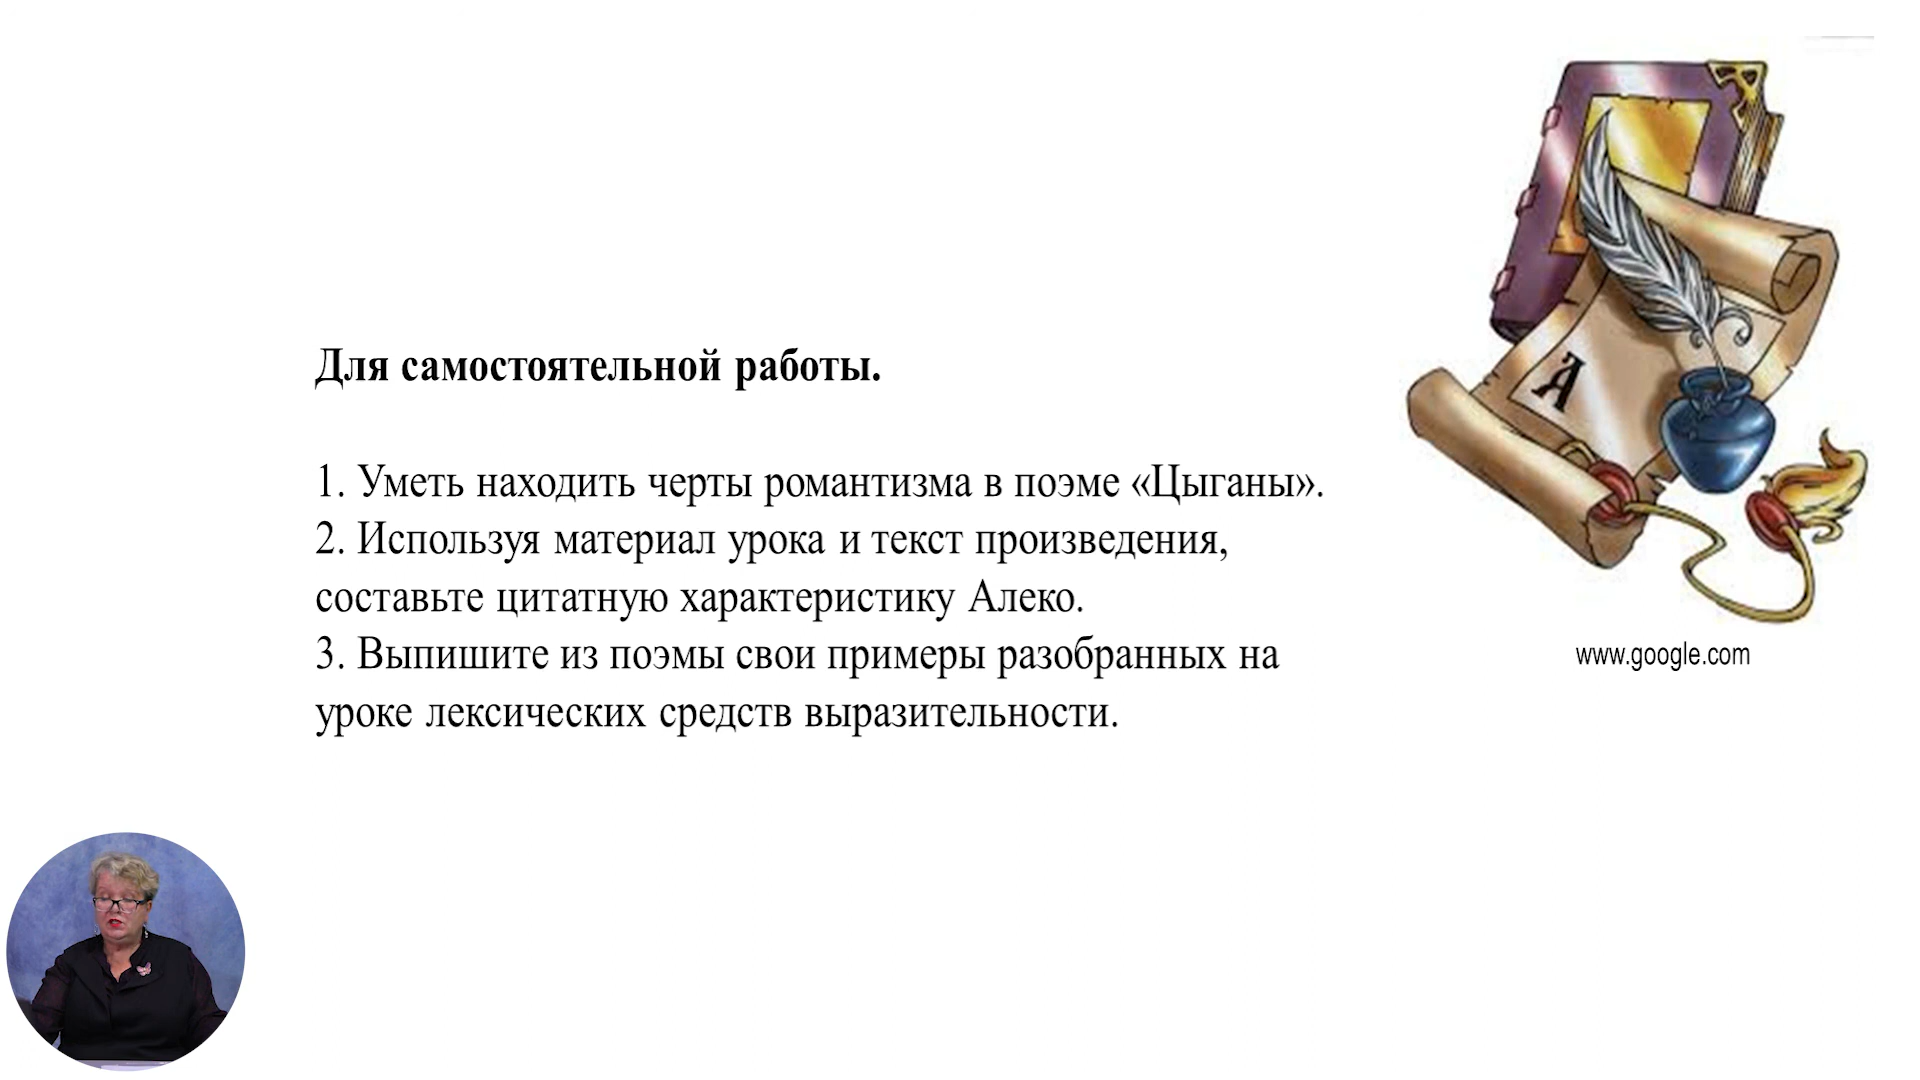 Для самостоятельной работы.
1. Уметь находить черты романтизма в поэме «Цыганы».
2. Используя материал урока и текст произведения,
составьте цитатную характеристику Алеко.
3. Выпишите из поэмы свои примеры разобранных на
уроке лексических средств выразительности.
А
www.google.com